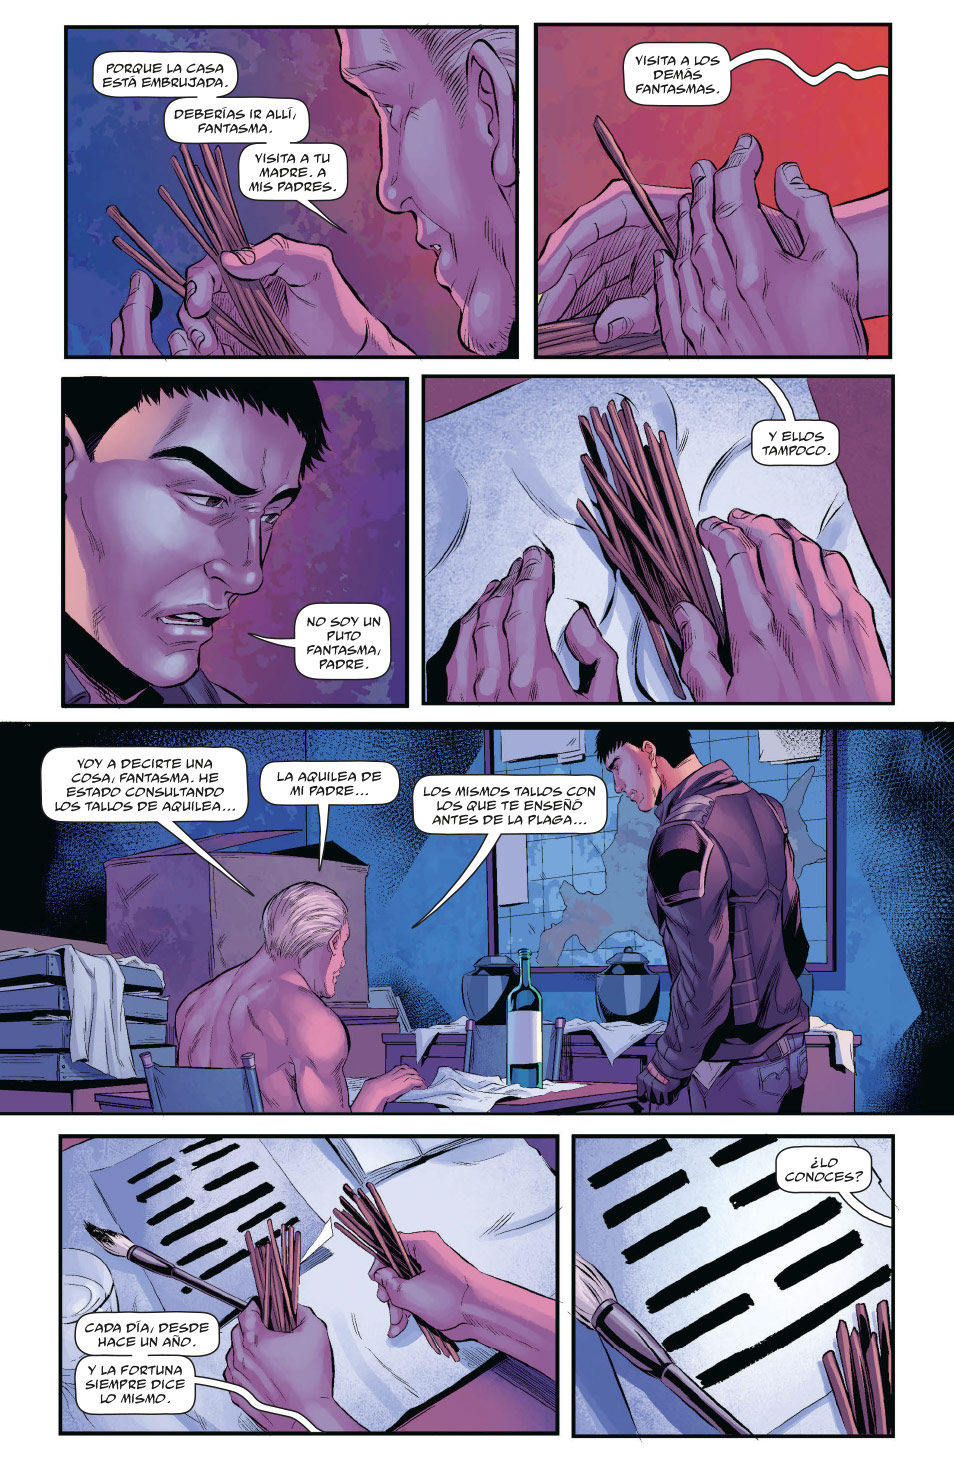 PORQUE LA CASA
ESTÁ EMBRUJADA.
DEBERÍAS IR ALLÍ,
FANTASMA.
VISITA A TU
MADRE. A
MIS PADRES.
VISITA A LOS
DEMÁS
FANTASMAS.
NO SOY UN
PUTO
FANTASMA,
PADRE.
Y ELLOS
TAMPOCO.
VOY A DECIRTE UNA
COSA, FANTASMA. HE
ESTADO CONSULTANDO
LOS TALLOS DE AQUILEA...
LA AQUILEA DE
MI PADRE...
LOS MISMOS TALLOS CON
LOS QUE TE ENSEÑÓ
ANTES DE LA PLAGA...
CADA DÍA, DESDE
HACE UN AÑO.
Y LA FORTUNA
SIEMPRE DICE
LO MISMO.
¿LO
CONOCES?